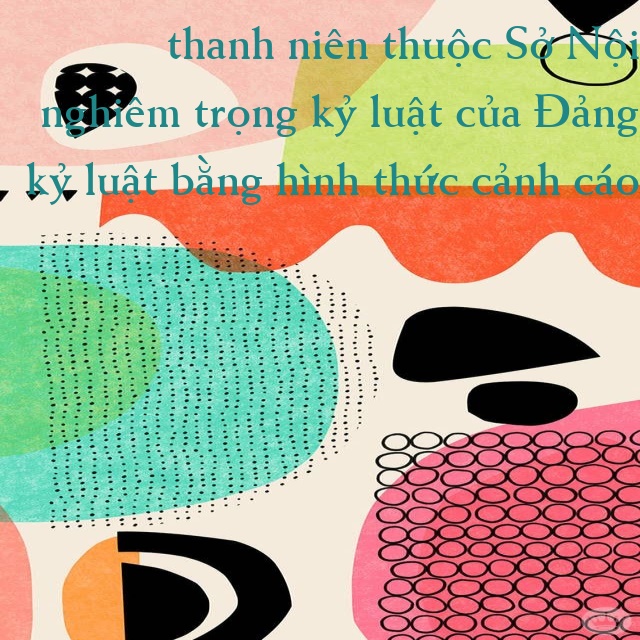 thanh niên thuộc Sở Nội
nghiêm trọng kỷ luật của Đảng
kỷ luật bằng hình thức cảnh cáo